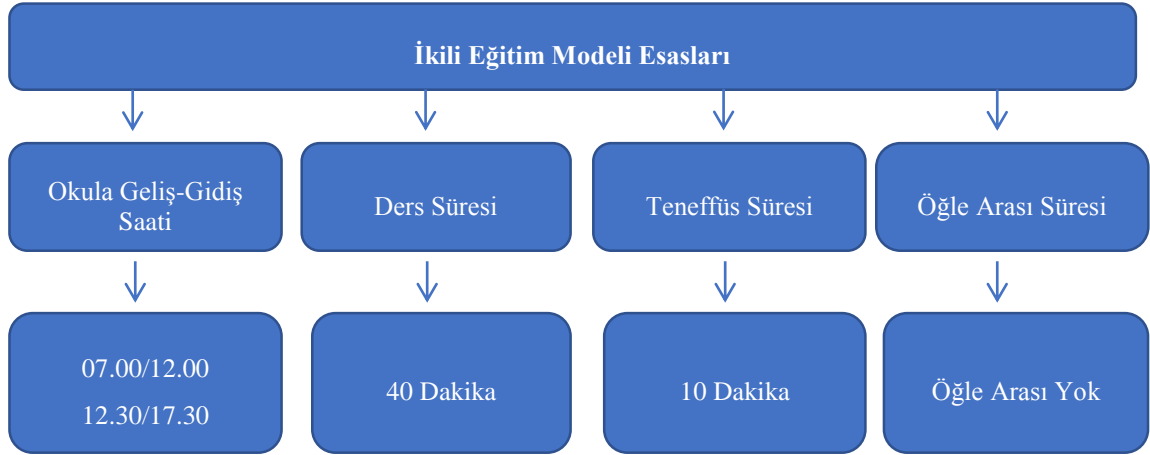 İkili Eğitim Modeli Esasları
Okula Geliş-Gidiş
Saati
Ders Süresi
Teneffüs Süresi
Öğle Arası Süresi
07.00/12.00
12.30/17.30
40 Dakika
10 Dakika
Öğle Arası Yok